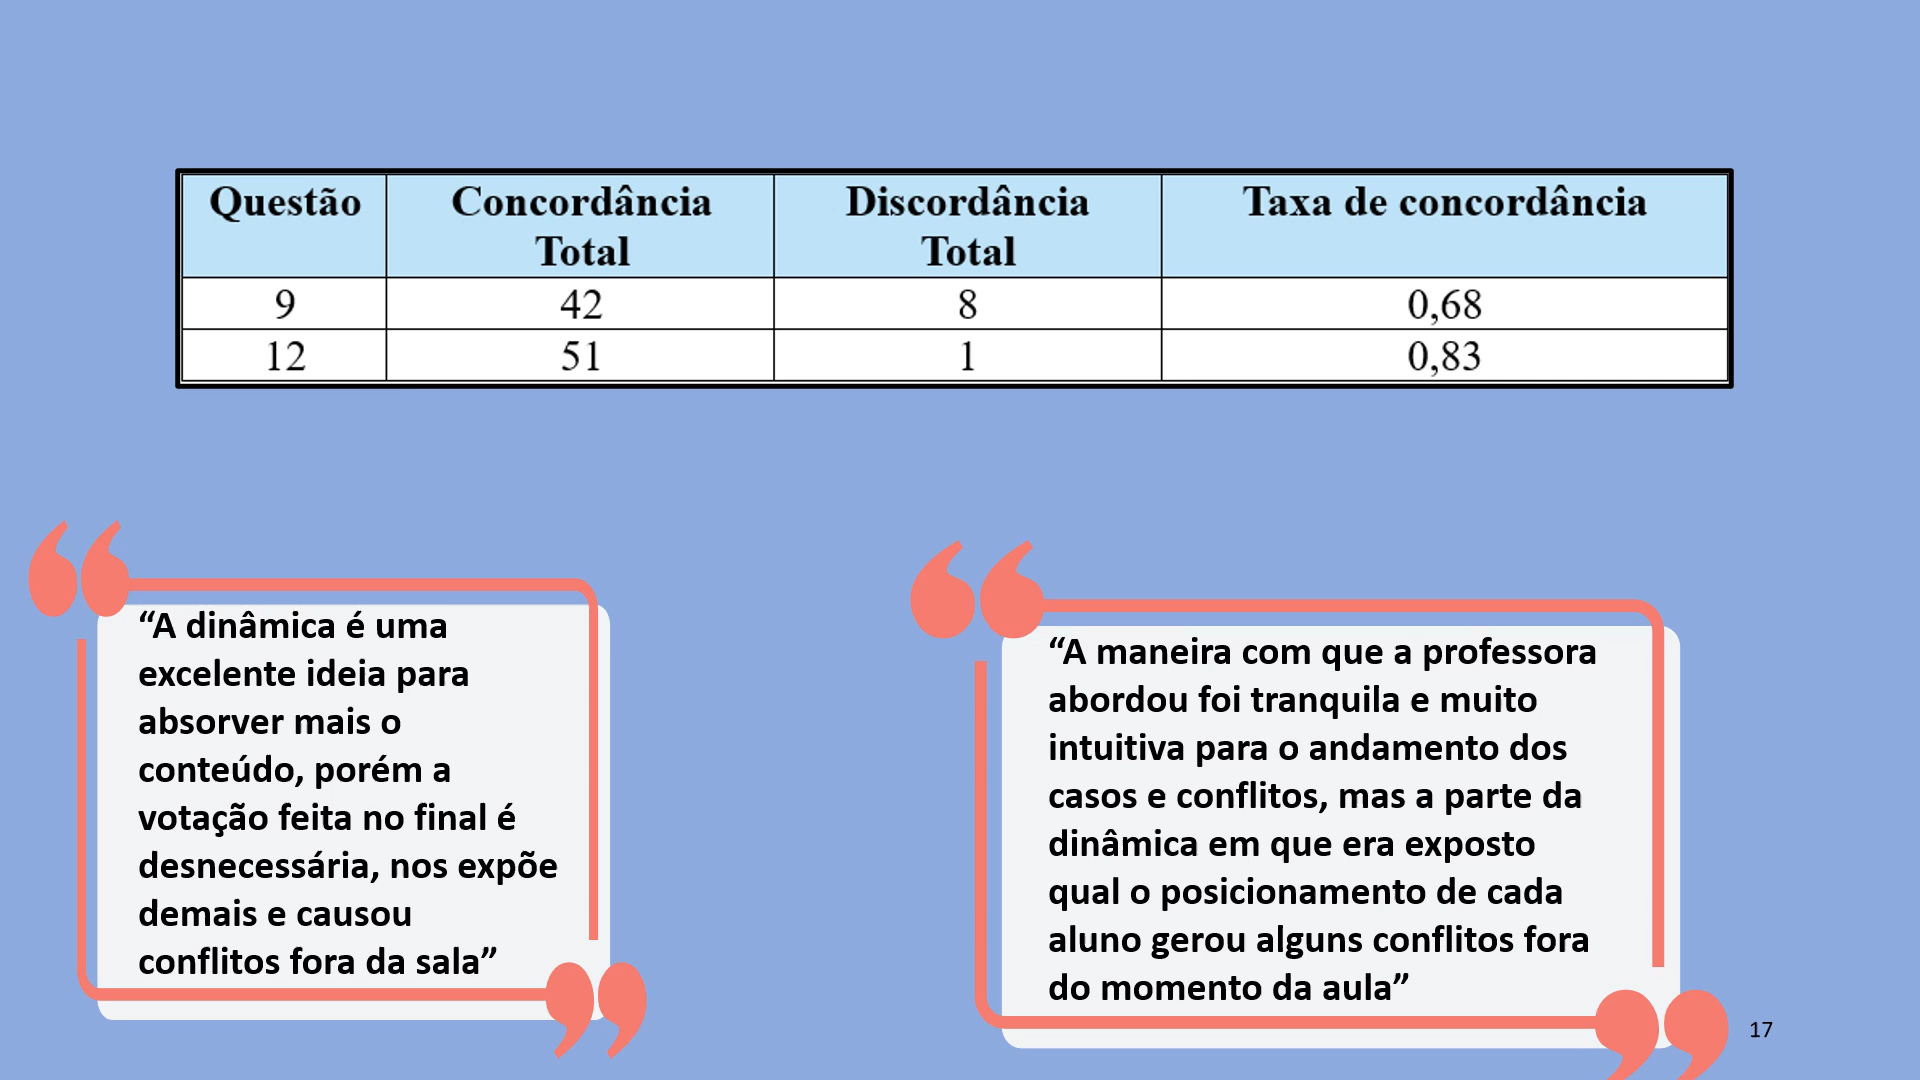 Questão Concordância Total Discordância Total Taxa de concordância
9 42 8 0,68
12 51 1 0,83
“A dinâmica é uma
excelente ideia para
absorver mais o
conteúdo, porém a
votação feita no final é
desnecessária, nos expõe
demais e causou
conflitos fora da sala”
“A maneira com que a professora
abordou foi tranquila e muito
intuitiva para o andamento dos
casos e conflitos, mas a parte da
dinâmica em que era exposto
qual o posicionamento de cada
aluno gerou alguns conflitos fora
do momento da aula”
17